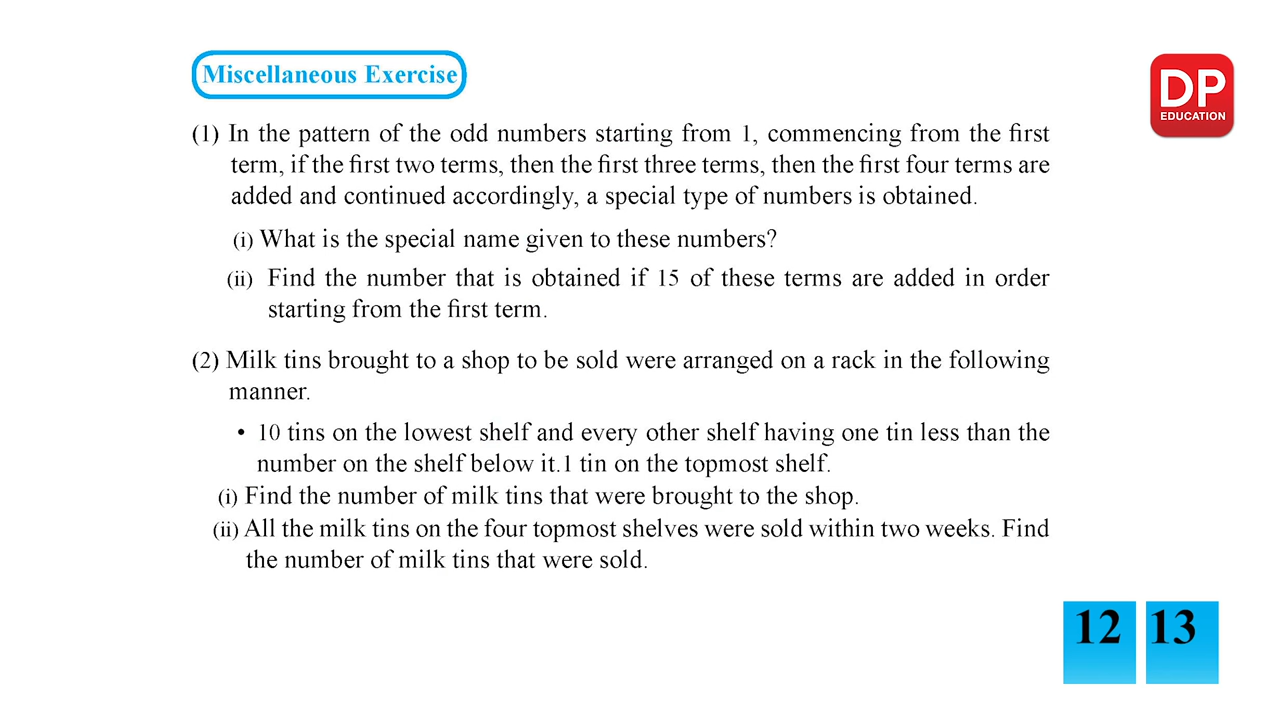 Miscellaneous Exercise
DP
EDUCATION
(1) In the pattern of the odd numbers starting from 1, commencing from the first
term, if the first two terms, then the first three terms, then the first four terms are
added and continued accordingly, a special type of numbers is obtained.
(i) What is the special name given to these numbers?
(ii) Find the number that is obtained if 15 of these terms are added in order
starting from the first term.
(2) Milk tins brought to a shop to be sold were arranged on a rack in the following
manner.
• 10 tins on the lowest shelf and every other shelf having one tin less than the
number on the shelf below it.1 tin on the topmost shelf.
(i) Find the number of milk tins that were brought to the shop.
(ii) All the milk tins on the four topmost shelves were sold within two weeks. Find
the number of milk tins that were sold.
12 13